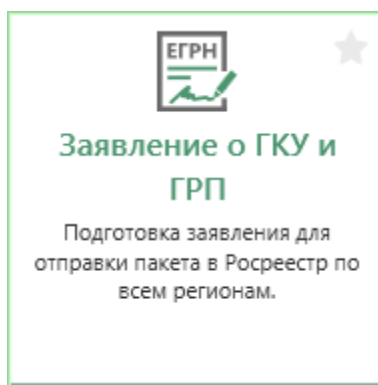 ЕГРН
Заявление о ГКУ и
ГРП
Подготовка заявления для
отправки пакета в Росреестр по
всем регионам.